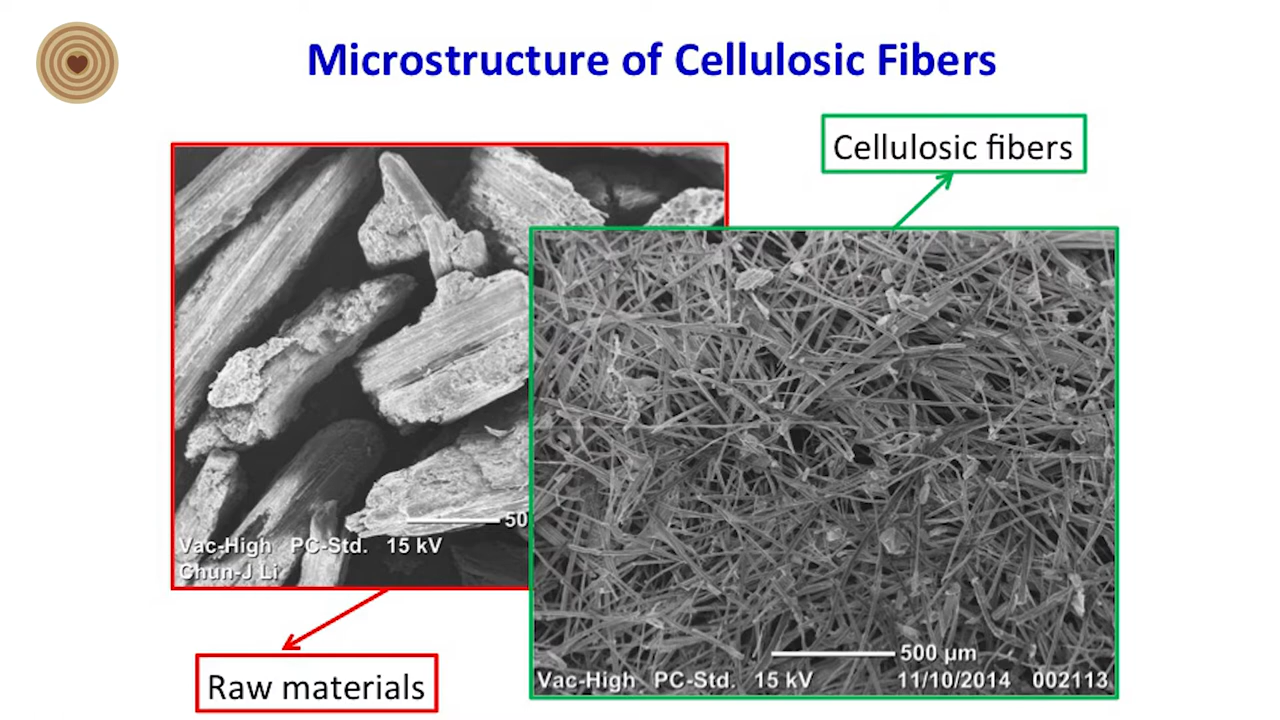 Microstructure of Cellulosic Fibers
Cellulosic fibers
50
Vac-High PC-Std. 15 kV
Chun-J Li
500 µm
Vac-High PC-Std. 15 kV 11/10/2014 002113
Raw materials